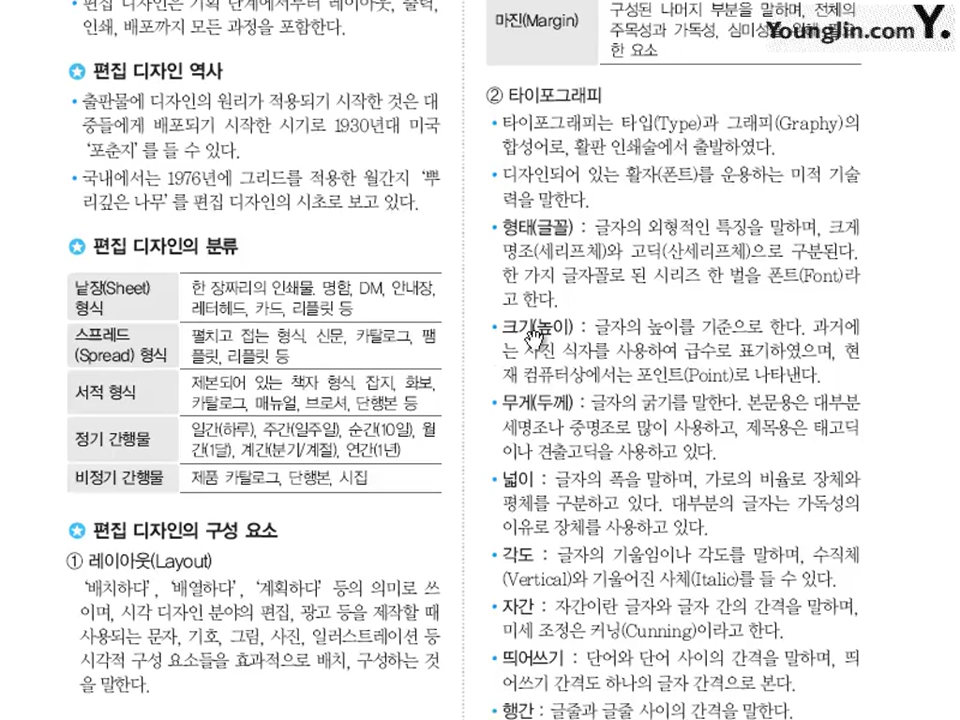 • 편집 디자인은 기획 단계에서부터 레이아웃, 출력,
인쇄, 배포까지 모든 과정을 포함한다.
편집 디자인 역사
• 출판물에 디자인의 원리가 적용되기 시작한 것은 대
중들에게 배포되기 시작한 시기로 1930년대 미국
‘포춘지’를 들 수 있다.
• 국내에서는 1976년에 그리드를 적용한 월간지 ‘뿌
리깊은 나무’를 편집 디자인의 시초로 보고 있다.
편집 디자인의 분류
낱장(Sheet)
형식
한 장짜리의 인쇄물. 명함, DM, 안내장,
레터헤드, 카드, 리플릿 등
스프레드
(Spread) 형식
펼치고 접는 형식. 신문, 카탈로그, 팸
플릿, 리플릿 등
서적 형식
제본되어 있는 책자 형식. 잡지, 화보,
카탈로그, 매뉴얼, 브로셔, 단행본 등
정기 간행물
일간(하루), 주간(일주일), 순간(10일), 월
간(1달), 계간(분기/계절), 연간(1년)
비정기 간행물
제품 카탈로그, 단행본, 시집
편집 디자인의 구성 요소
① 레이아웃(Layout)
‘배치하다’, ‘배열하다’, ‘계획하다’ 등의 의미로 쓰
이며, 시각 디자인 분야의 편집, 광고 등을 제작할 때
사용되는 문자, 기호, 그림, 사진, 일러스트레이션 등
시각적 구성 요소들을 효과적으로 배치, 구성하는 것
을 말한다.
마진(Margin)
구성된 나머지 부분을 말하며, 전체의
주목성과 가독성, 심미성을
한 요소
Youngjin.com Y.
② 타이포그래피
• 타이포그래피는 타입(Type)과 그래피(Graphy)의
합성어로, 활판 인쇄술에서 출발하였다.
• 디자인되어 있는 활자(폰트)를 운용하는 미적 기술
력을 말한다.
• 형태(글꼴) : 글자의 외형적인 특징을 말하며, 크게
명조(세리프체)와 고딕(산세리프체)으로 구분된다.
한 가지 글자꼴로 된 시리즈 한 벌을 폰트(Font)라
고 한다.
• 크기(높이) : 글자의 높이를 기준으로 한다. 과거에
는 사진 식자를 사용하여 급수로 표기하였으며, 현
재 컴퓨터상에서는 포인트(Point)로 나타낸다.
• 무게(두께) : 글자의 굵기를 말한다. 본문용은 대부분
세명조나 중명조로 많이 사용하고, 제목용은 태고딕
이나 견출고딕을 사용하고 있다.
• 넓이 : 글자의 폭을 말하며, 가로의 비율로 장체와
평체를 구분하고 있다. 대부분의 글자는 가독성의
이유로 장체를 사용하고 있다.
• 각도 : 글자의 기울임이나 각도를 말하며, 수직체
(Vertical)와 기울어진 사체(Italic)를 들 수 있다.
• 자간 : 자간이란 글자와 글자 간의 간격을 말하며,
미세 조정은 커닝(Cunning)이라고 한다.
• 띄어쓰기 : 단어와 단어 사이의 간격을 말하며, 띄
어쓰기 간격도 하나의 글자 간격으로 본다.
• 행간 : 글줄과 글줄 사이의 간격을 말한다.